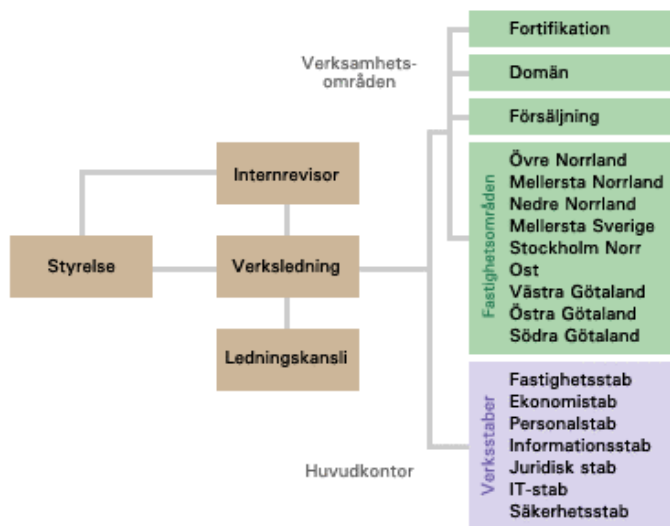 Fortifikation
Verksamhets-
områden
Domän
Försäljning
Internrevisor
Styrelse
Verksledning
Ledningskansli
Fastighetsområden
Övre Norrland
Mellersta Norrland
Nedre Norrland
Mellersta Sverige
Stockholm Norr
Ost
Västra Götaland
Östra Götaland
Södra Götaland
Huvudkontor
Verksstaber
Fastighetsstab
Ekonomistab
Personalstab
Informationsstab
Juridisk stab
IT-stab
Säkerhetsstab